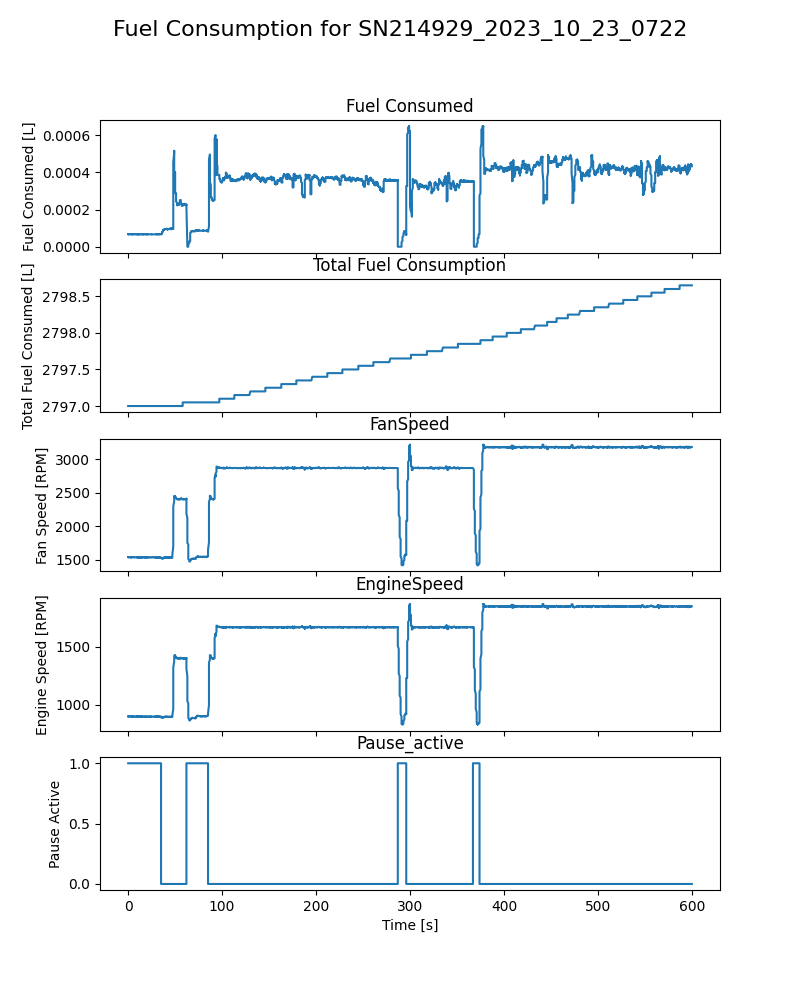 Fuel Consumption for SN214929_2023_10_23_0722
Fuel Consumed
Fuel Consumed [L]
0.0006
0.0004
0.0002
0.0000
Total Fuel Consumption
Total Fuel Consumed [L]
2798.5
2798.0
2797.5
2797.0
FanSpeed
Fan Speed [RPM]
3000
2500
2000
1500
EngineSpeed
Engine Speed [RPM]
1500
1000
Pause_active
Pause Active
1.0
0.5
0.0
0 100 200 300 400 500 600
Time [s]